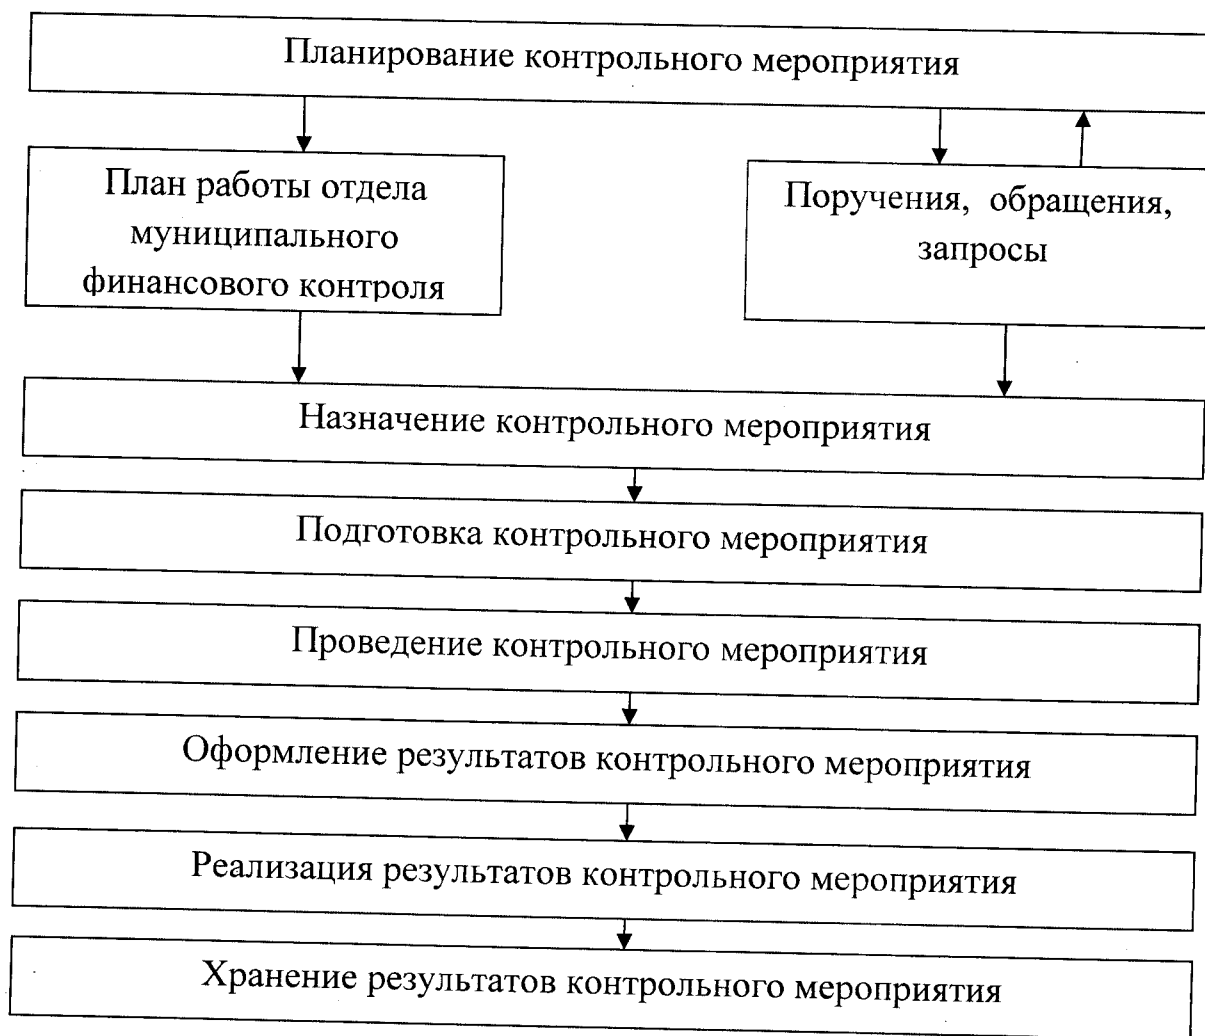 Планирование контрольного мероприятия
План работы отдела
муниципального
финансового контроля
Поручения, обращения,
запросы
Назначение контрольного мероприятия
Подготовка контрольного мероприятия
Проведение контрольного мероприятия
Оформление результатов контрольного мероприятия
Реализация результатов контрольного мероприятия
Хранение результатов контрольного мероприятия